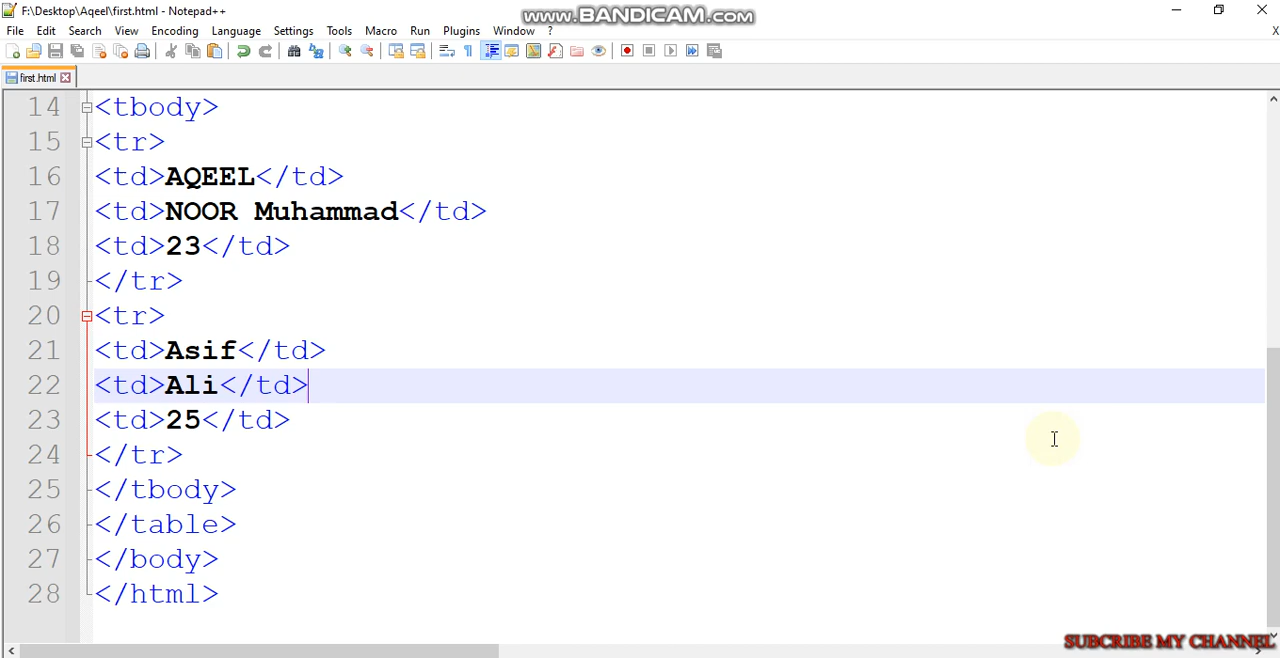 F:\Desktop\Aqeel\first.html - Notepad++
www.BANDICAM.com
File Edit Search View Encoding Language Settings Tools Macro Run Plugins Window ? X
first.html
14 <tbody>
15 <tr>
16 <td>AQEEL</td>
17 <td>NOOR Muhammad</td>
18 <td>23</td>
19 </tr>
20 <tr>
21 <td>Asif</td>
22 <td>Ali</td>
23 <td>25</td>
24 </tr>
25 </tbody>
26 </table>
27 </body>
28 </html>
SUBCRIBE MY CHANNEL